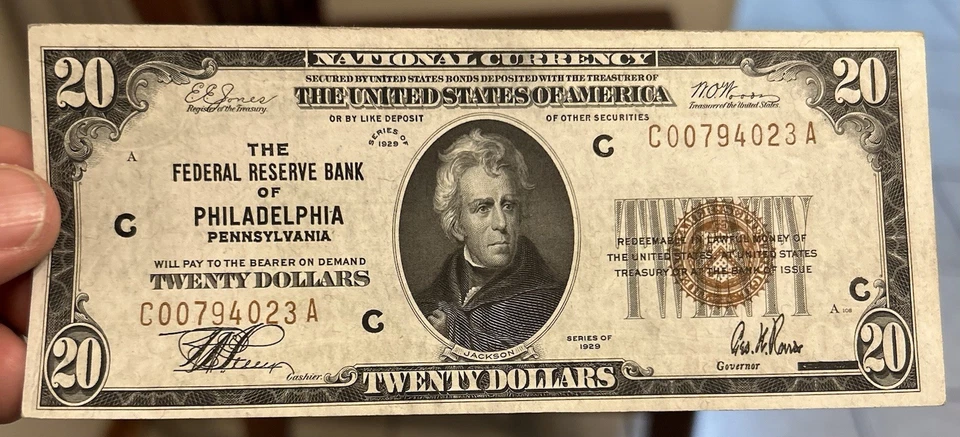 20
NATIONAL CURRENCY
20
SECURED BY UNITED STATES BONDS DEPOSITED WITH THE TREASURER OF
E E Jones
Register of the Treasury.
THE UNITED STATES OF AMERICA
W.O. Woods
Treasurer of the United States.
OR BY LIKE DEPOSIT
OF OTHER SECURITIES
SERIES OF
1929
A
THE
FEDERAL RESERVE BANK
OF
PHILADELPHIA
PENNSYLVANIA
C
C
C00794023A
WILL PAY TO THE BEARER ON DEMAND
TWENTY DOLLARS
C00794023A
C
REDEEMABLE IN LAWFUL MONEY OF
THE UNITED STATES AT UNITED STATES
TREASURY OR AT THE BANK OF ISSUE
C
A 108
Cashier.
JACKSON
SERIES OF
1929
Governor
20
TWENTY DOLLARS
20